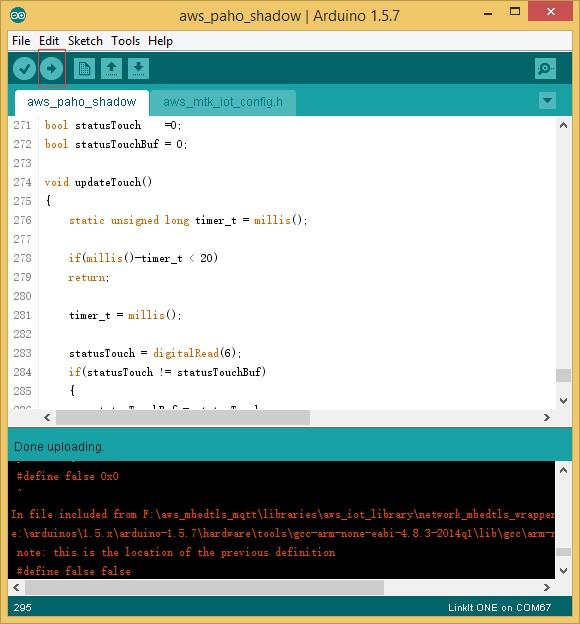 aws_paho_shadow | Arduino 1.5.7
File Edit Sketch Tools Help
aws_paho_shadow aws_mtk_iot_config.h
271 bool statusTouch    =0;
272 bool statusTouchBuf = 0;
273
274 void updateTouch()
275 {
276     static unsigned long timer_t = millis();
277
278     if(millis()-timer_t < 20)
279     return;
280
281     timer_t = millis();
282
283     statusTouch = digitalRead(6);
284     if(statusTouch != statusTouchBuf)
285     {
Done uploading.
#define false 0x0
^
In file included from F:\aws_mbedtls_mqtt\libraries\aws_iot_library\network_mbedtls_wrapper
e:\arduinos\1.5.x\arduino-1.5.7\hardware\tools\gcc-arm-none-eabi-4.8.3-2014q1\lib\gcc\arm-n
note: this is the location of the previous definition
#define false false
295 LinkIt ONE on COM67